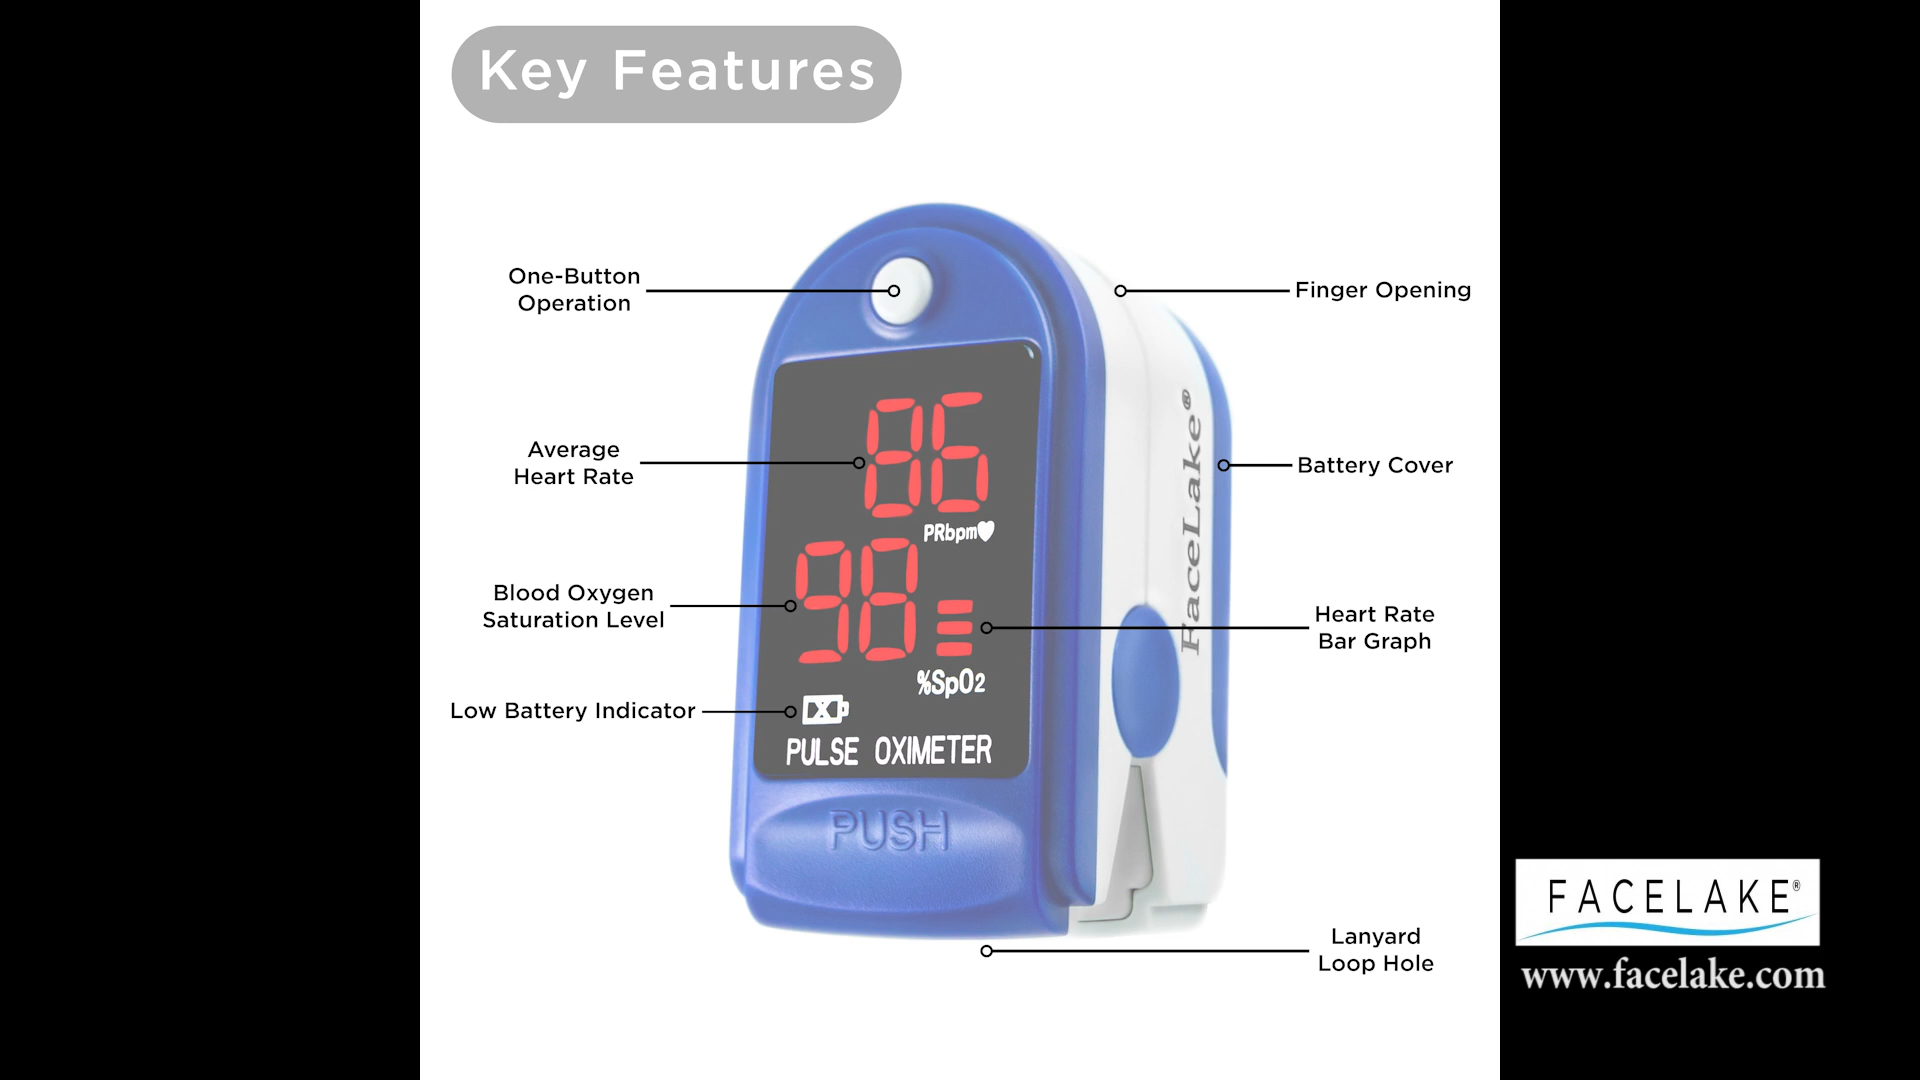 Key Features
One-Button
Operation
Finger Opening
Average
Heart Rate
Battery Cover
Blood Oxygen
Saturation Level
Heart Rate
Bar Graph
Low Battery Indicator
Lanyard
Loop Hole
86
PRbpm
98
%SpO2
PULSE OXIMETER
PUSH
FaceLake®
FACELAKE®
www.facelake.com